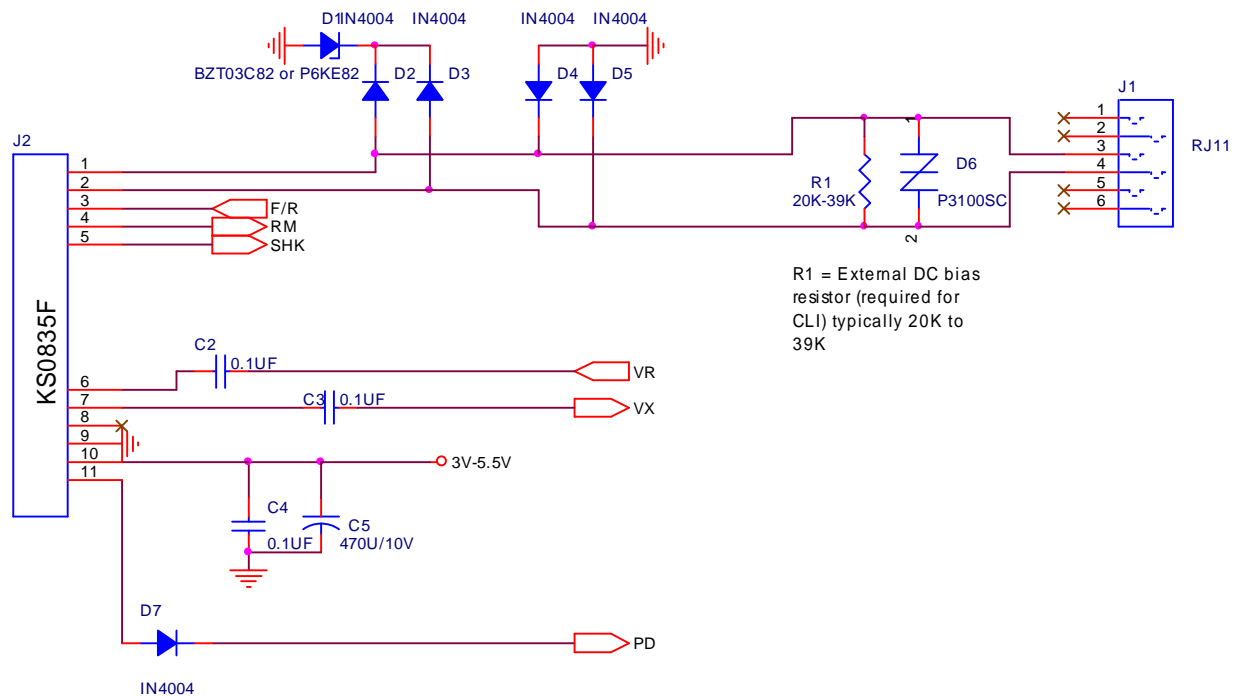 D1IN4004 IN4004 IN4004 IN4004
BZT03C82 or P6KE82 D2 D3 D4 D5
J1
RJ11
1
2
3
4
5
6
J2
KS0835F
1
2
3
4
5
F/R
RM
SHK
R1
20K-39K
1
D6
P3100SC
2
R1 = External DC bias
resistor (required for
CLI) typically 20K to
39K
C2
0.1UF
VR
C3 0.1UF
VX
6
7
8
9
10
11
3V-5.5V
C4
0.1UF
C5
470U/10V
D7
IN4004
PD